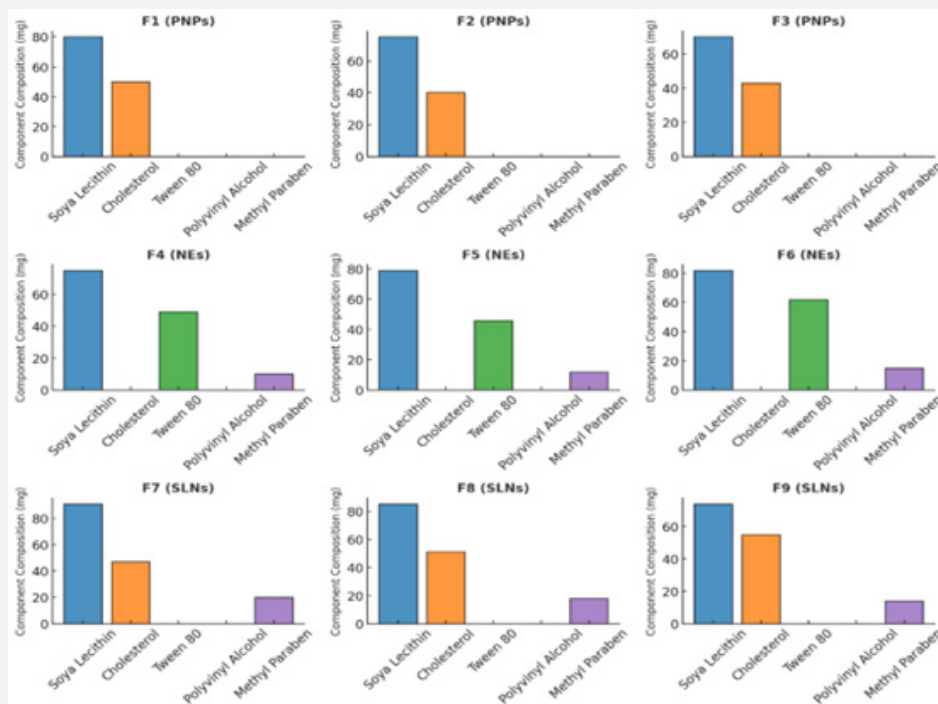 F1 (PNPs)
Component Composition (mg)
80
60
40
20
0
Soya Lecithin
Cholesterol
Tween 80
Polyvinyl Alcohol
Methyl Paraben
F2 (PNPs)
Component Composition (mg)
60
40
20
0
Soya Lecithin
Cholesterol
Tween 80
Polyvinyl Alcohol
Methyl Paraben
F3 (PNPs)
Component Composition (mg)
60
40
20
0
Soya Lecithin
Cholesterol
Tween 80
Polyvinyl Alcohol
Methyl Paraben
F4 (NEs)
Component Composition (mg)
60
40
20
0
Soya Lecithin
Cholesterol
Tween 80
Polyvinyl Alcohol
Methyl Paraben
F5 (NEs)
Component Composition (mg)
80
60
40
20
0
Soya Lecithin
Cholesterol
Tween 80
Polyvinyl Alcohol
Methyl Paraben
F6 (NEs)
Component Composition (mg)
80
60
40
20
0
Soya Lecithin
Cholesterol
Tween 80
Polyvinyl Alcohol
Methyl Paraben
F7 (SLNs)
Component Composition (mg)
80
60
40
20
0
Soya Lecithin
Cholesterol
Tween 80
Polyvinyl Alcohol
Methyl Paraben
F8 (SLNs)
Component Composition (mg)
80
60
40
20
0
Soya Lecithin
Cholesterol
Tween 80
Polyvinyl Alcohol
Methyl Paraben
F9 (SLNs)
Component Composition (mg)
60
40
20
0
Soya Lecithin
Cholesterol
Tween 80
Polyvinyl Alcohol
Methyl Paraben